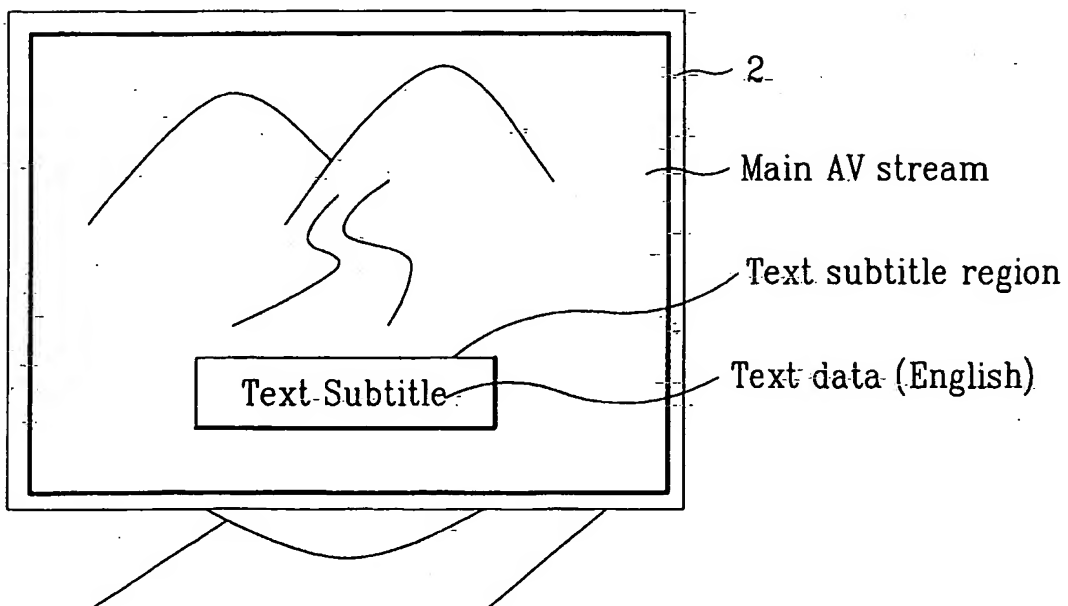 2
Main AV stream
Text subtitle region
Text data (English)
Text Subtitle